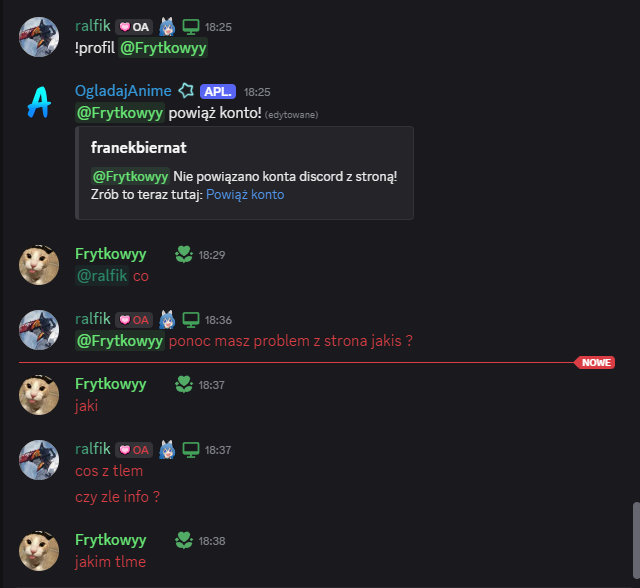 ralfik OA 18:25
!profil @Frytkowyy
OgladajAnime APL. 18:25
@Frytkowyy powiąż konto! (edytowane)
franekbiernat
@Frytkowyy Nie powiązano konta discord z stroną!
Zrób to teraz tutaj: Powiąż konto
Frytkowyy 18:29
@ralfik co
ralfik OA 18:36
@Frytkowyy ponoc masz problem z strona jakis ?
NOWE
Frytkowyy 18:37
jaki
ralfik OA 18:37
cos z tlem
czy zle info ?
Frytkowyy 18:38
jakim tlme